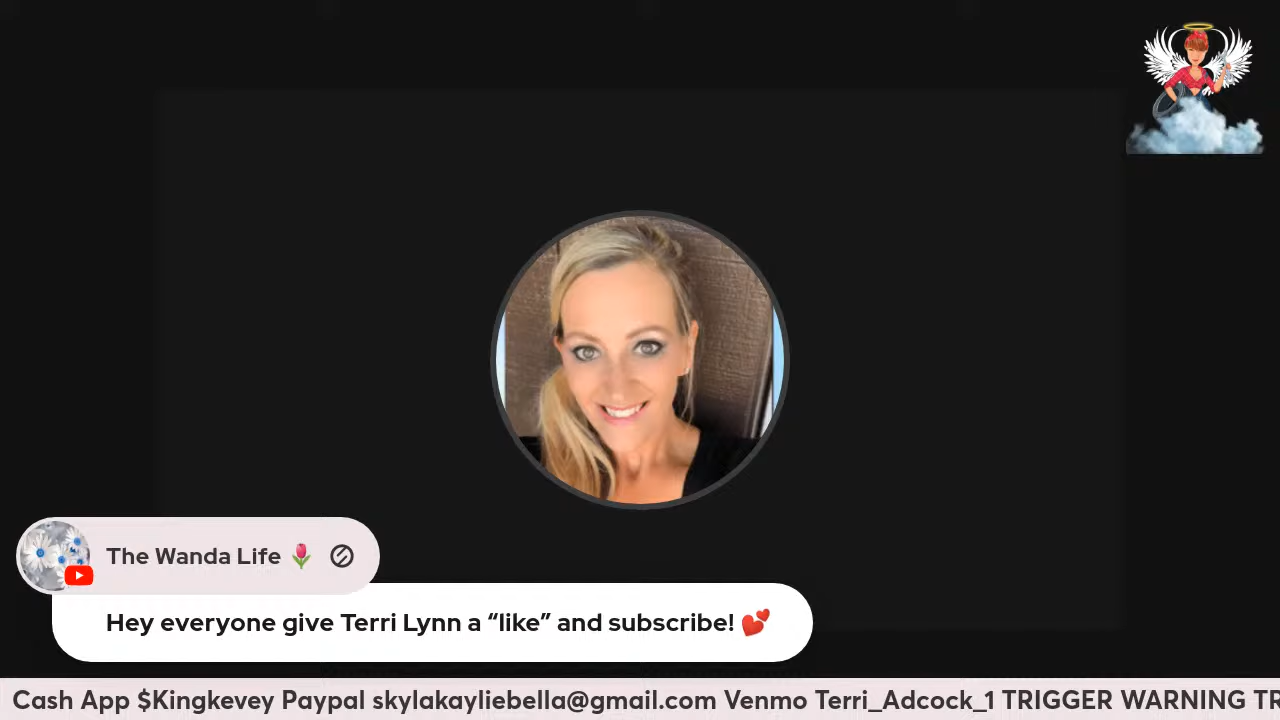 The Wanda Life 🌷
Hey everyone give Terri Lynn a “like” and subscribe! 💕
Cash App $Kingkevey Paypal skylakayliebella@gmail.com Venmo Terri_Adcock_1 TRIGGER WARNING TR